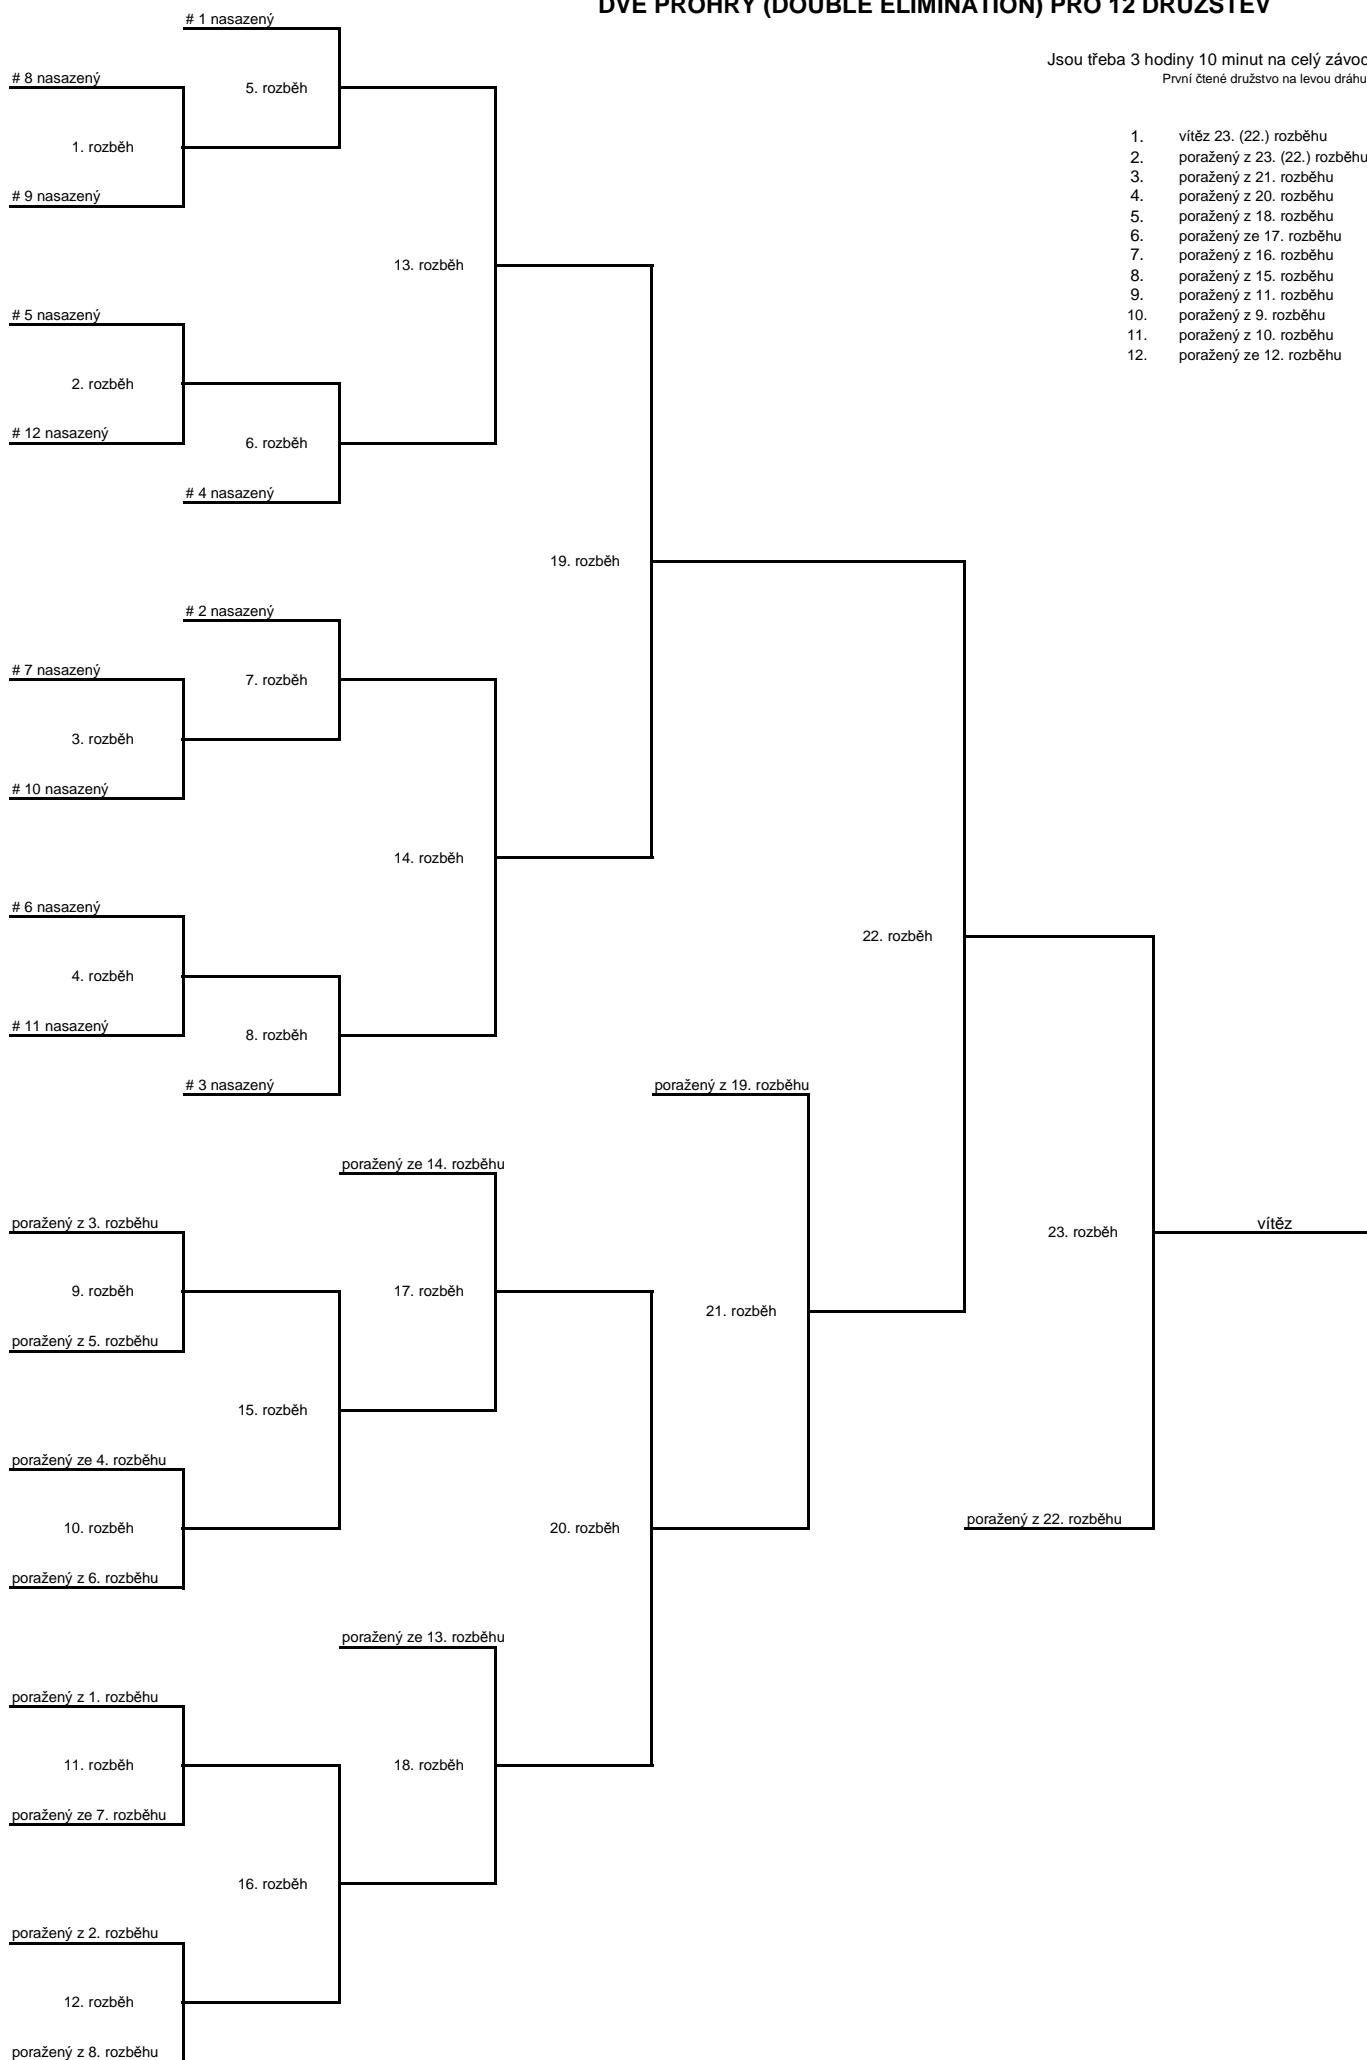 DVĚ PROHRY (DOUBLE ELIMINATION) PRO 12 DRUŽSTEV
# 1 nasazený
Jsou třeba 3 hodiny 10 minut na celý závod
První čtené družstvo na levou dráhu
# 8 nasazený
5. rozběh
1. rozběh
# 9 nasazený
1. vítěz 23. (22.) rozběhu
2. poražený z 23. (22.) rozběhu
3. poražený z 21. rozběhu
4. poražený z 20. rozběhu
5. poražený z 18. rozběhu
6. poražený ze 17. rozběhu
7. poražený z 16. rozběhu
8. poražený z 15. rozběhu
9. poražený z 11. rozběhu
10. poražený z 9. rozběhu
11. poražený z 10. rozběhu
12. poražený ze 12. rozběhu
13. rozběh
# 5 nasazený
2. rozběh
# 12 nasazený
6. rozběh
# 4 nasazený
19. rozběh
# 2 nasazený
# 7 nasazený
7. rozběh
3. rozběh
# 10 nasazený
14. rozběh
# 6 nasazený
22. rozběh
4. rozběh
# 11 nasazený
8. rozběh
# 3 nasazený
poražený z 19. rozběhu
poražený ze 14. rozběhu
poražený z 3. rozběhu
23. rozběh
vítěz
9. rozběh
17. rozběh
21. rozběh
poražený z 5. rozběhu
15. rozběh
poražený ze 4. rozběhu
10. rozběh
20. rozběh
poražený z 22. rozběhu
poražený z 6. rozběhu
poražený ze 13. rozběhu
poražený z 1. rozběhu
11. rozběh
18. rozběh
poražený ze 7. rozběhu
16. rozběh
poražený z 2. rozběhu
12. rozběh
poražený z 8. rozběhu